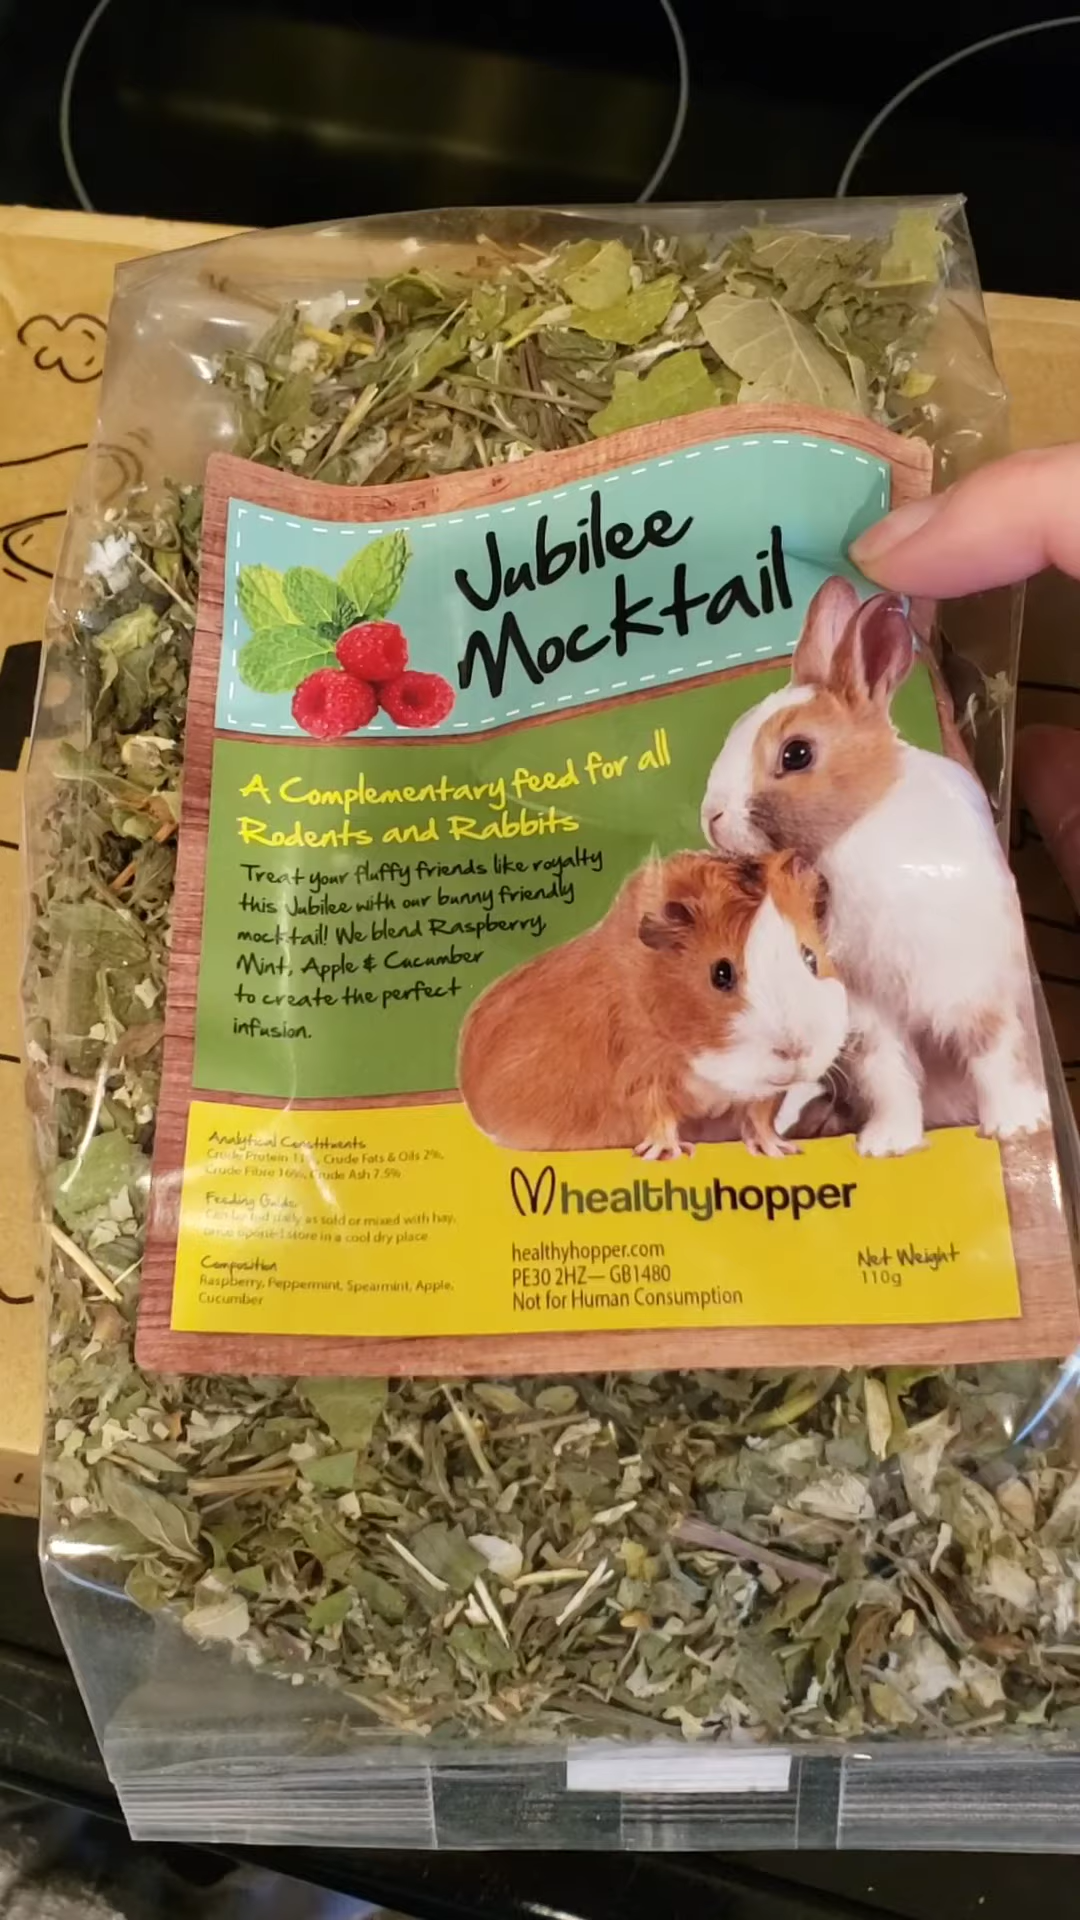 Jubilee
Mocktail
A Complementary feed for all
Rodents and Rabbits
Treat your fluffy friends like royalty
this Jubilee with our bunny friendly
mocktail! We blend Raspberry,
Mint, Apple & Cucumber
to create the perfect
infusion.
Analytical Constituents
Crude Protein Crude Fats & Oils 2%,
Crude Fibre 16%, Crude Ash 7.5%
Feeding Guide
Can be fed daily as sold or mixed with hay,
once opened store in a cool dry place
Composition
Raspberry, Peppermint, Spearmint, Apple,
Cucumber
healthyhopper
healthyhopper.com
PE30 2HZ— GB1480
Not for Human Consumption
Net Weight
110g